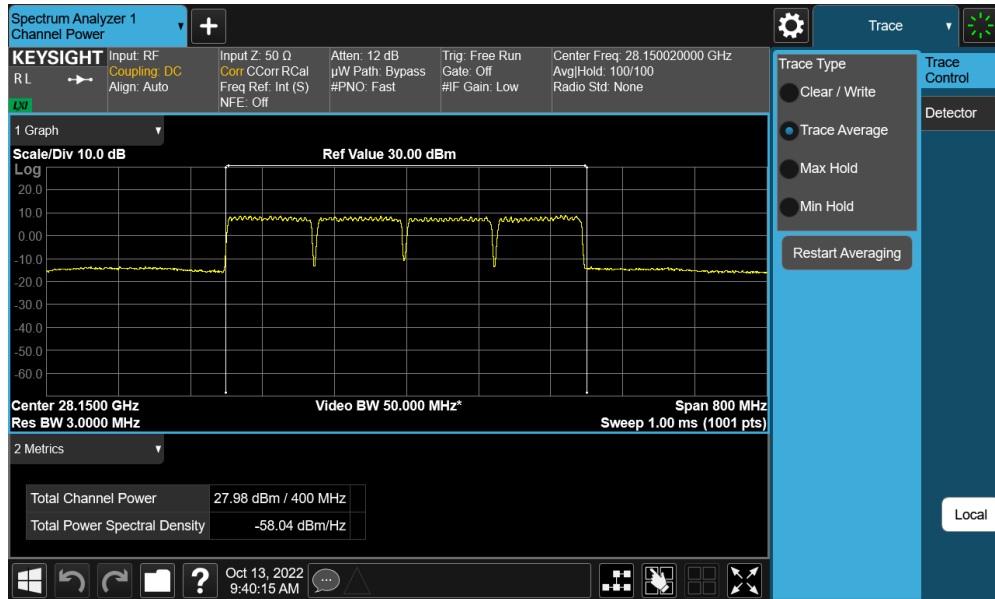 Spectrum Analyzer 1
Channel Power
+
Trace
KEYSIGHT
R L
LXI
Input: RF
Coupling: DC
Align: Auto
Input Z: 50 Ω
Corr CCorr RCal
Freq Ref: Int (S)
NFE: Off
Atten: 12 dB
µW Path: Bypass
#PNO: Fast
Trig: Free Run
Gate: Off
#IF Gain: Low
Center Freq: 28.150020000 GHz
Avg|Hold: 100/100
Radio Std: None
Trace Type
Clear / Write
Trace Average
Max Hold
Min Hold
Restart Averaging
Trace
Control
Detector
Local
1 Graph
Scale/Div 10.0 dB
Ref Value 30.00 dBm
Log
20.0
10.0
0.00
-10.0
-20.0
-30.0
-40.0
-50.0
-60.0
Center 28.1500 GHz
Video BW 50.000 MHz*
Span 800 MHz
Res BW 3.0000 MHz
Sweep 1.00 ms (1001 pts)
2 Metrics
Total Channel Power 27.98 dBm / 400 MHz
Total Power Spectral Density -58.04 dBm/Hz
?
Oct 13, 2022
9:40:15 AM